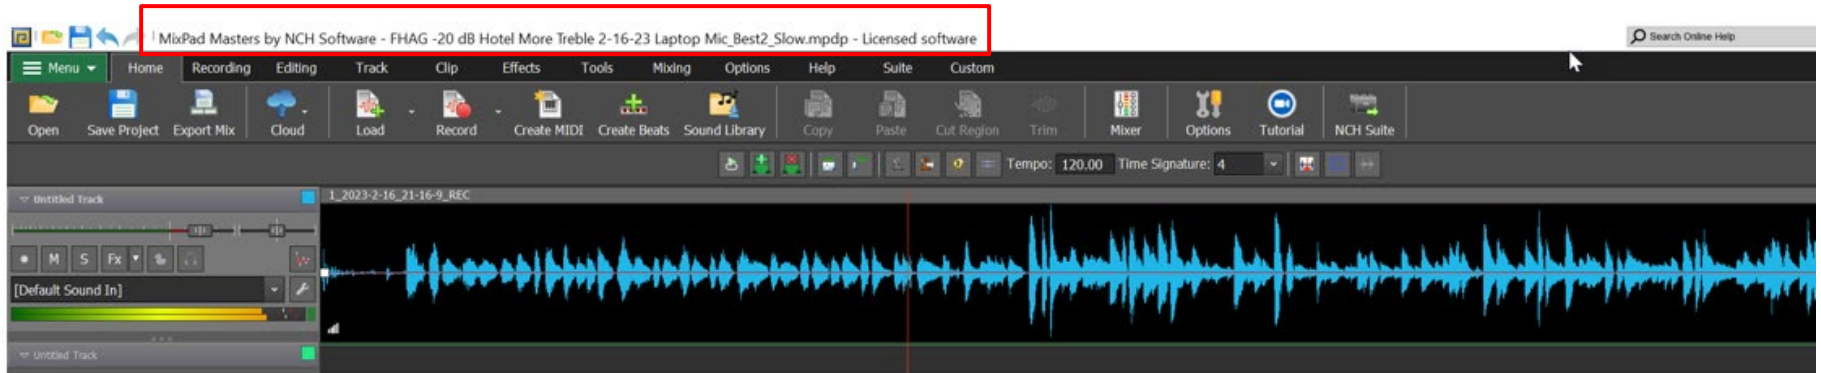 MixPad Masters by NCH Software - FHAG -20 dB Hotel More Treble 2-16-23 Laptop Mic_Best2_Slow.mpdp - Licensed software
Search Online Help
Menu Home Recording Editing Track Clip Effects Tools Mixing Options Help Suite Custom
Open Save Project Export Mix Cloud Load Record Create MIDI Create Beats Sound Library Copy Paste Cut Region Trim Mixer Options Tutorial NCH Suite
Tempo: 120.00 Time Signature: 4
Untitled Track
1_2023-2-16_21-16-9_REC
M S Fx
[Default Sound In]
Untitled Track